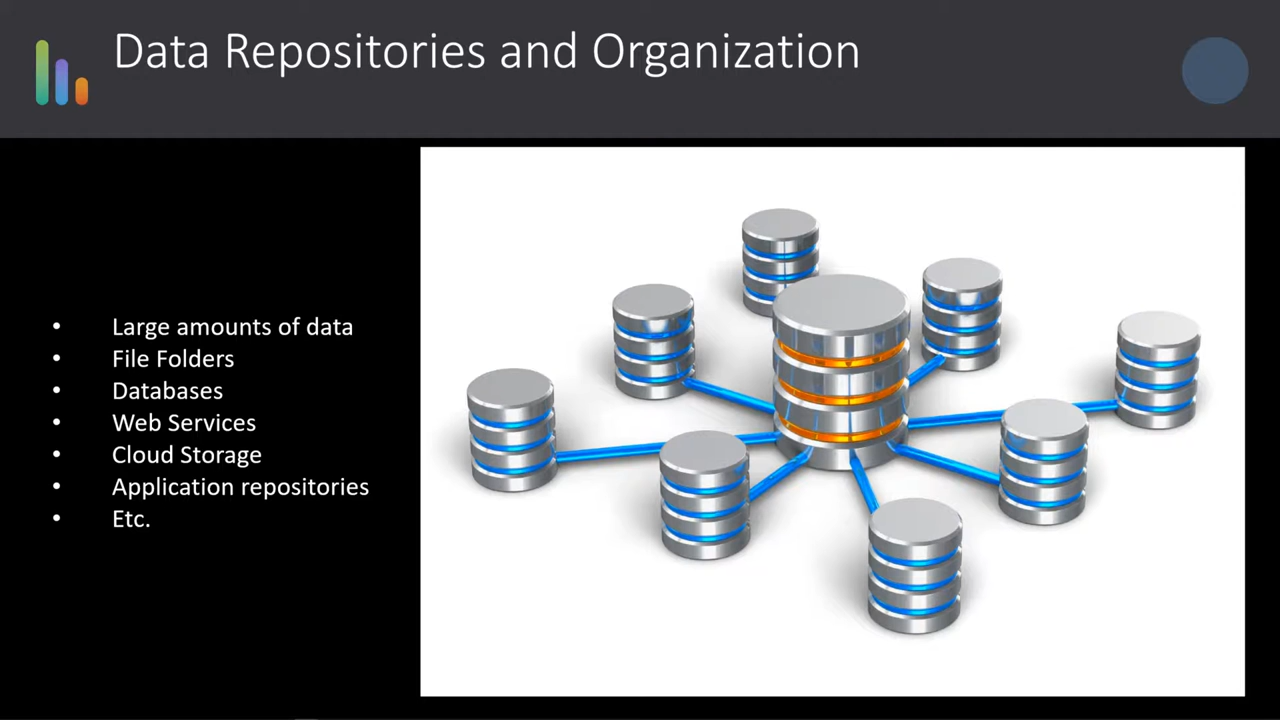 Data Repositories and Organization
• Large amounts of data
• File Folders
• Databases
• Web Services
• Cloud Storage
• Application repositories
• Etc.